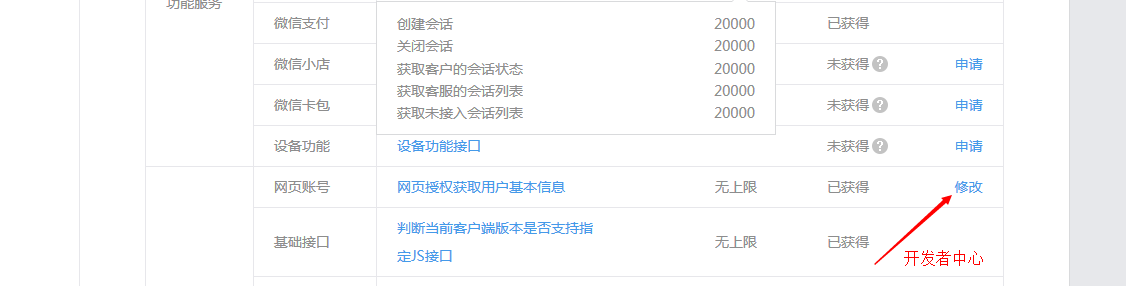 功能服务
微信支付
创建会话 20000
关闭会话 20000
获取客户的会话状态 20000
获取客服的会话列表 20000
获取未接入会话列表 20000
已获得
微信小店 未获得 ? 申请
微信卡包 未获得 ? 申请
设备功能 设备功能接口 未获得 ? 申请
网页账号 网页授权获取用户基本信息 无上限 已获得 修改
基础接口 判断当前客户端版本是否支持指
定JS接口 无上限 已获得
开发者中心